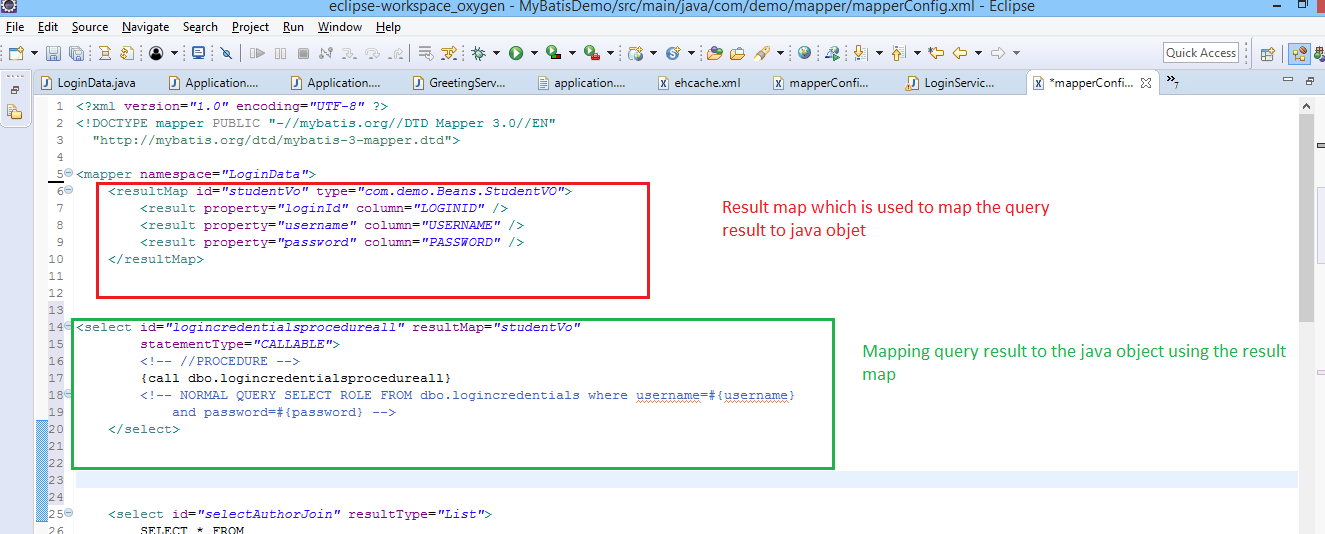 eclipse-workspace_oxygen - MyBatisDemo/src/main/java/com/demo/mapper/mapperConfig.xml - Eclipse
File Edit Source Navigate Search Project Run Window Help
Quick Access
LoginData.java Application.... Application.... GreetingServ... application.... ehcache.xml mapperConfi... LoginServic... *mapperConfi... 7
1 <?xml version="1.0" encoding="UTF-8" ?>
2 <!DOCTYPE mapper PUBLIC "-//mybatis.org//DTD Mapper 3.0//EN"
3 "http://mybatis.org/dtd/mybatis-3-mapper.dtd">
4
5 <mapper namespace="LoginData">
6 <resultMap id="studentVo" type="com.demo.Beans.StudentVO">
7 <result property="loginId" column="LOGINID" />
8 <result property="username" column="USERNAME" />
9 <result property="password" column="PASSWORD" />
10 </resultMap>
11
12
Result map which is used to map the query
result to java objet
13
14 <select id="logincredentialsprocedureall" resultMap="studentVo"
15 statementType="CALLABLE">
16 <!-- //PROCEDURE -->
17 {call dbo.logincredentialsprocedureall}
18 <!-- NORMAL QUERY SELECT ROLE FROM dbo.logincredentials where username=#{username}
19 and password=#{password} -->
20 </select>
21
22
Mapping query result to the java object using the result
map
23
24
25 <select id="selectAuthorJoin" resultType="List">
26 SELECT * FROM